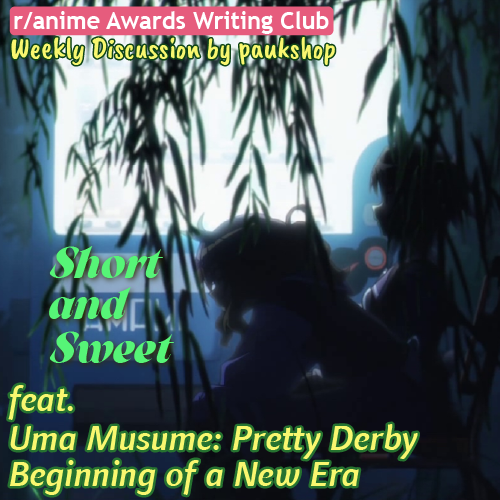 r/anime Awards Writing Club
Weekly Discussion by paukshop
Short
and
Sweet
feat.
Uma Musume: Pretty Derby
Beginning of a New Era